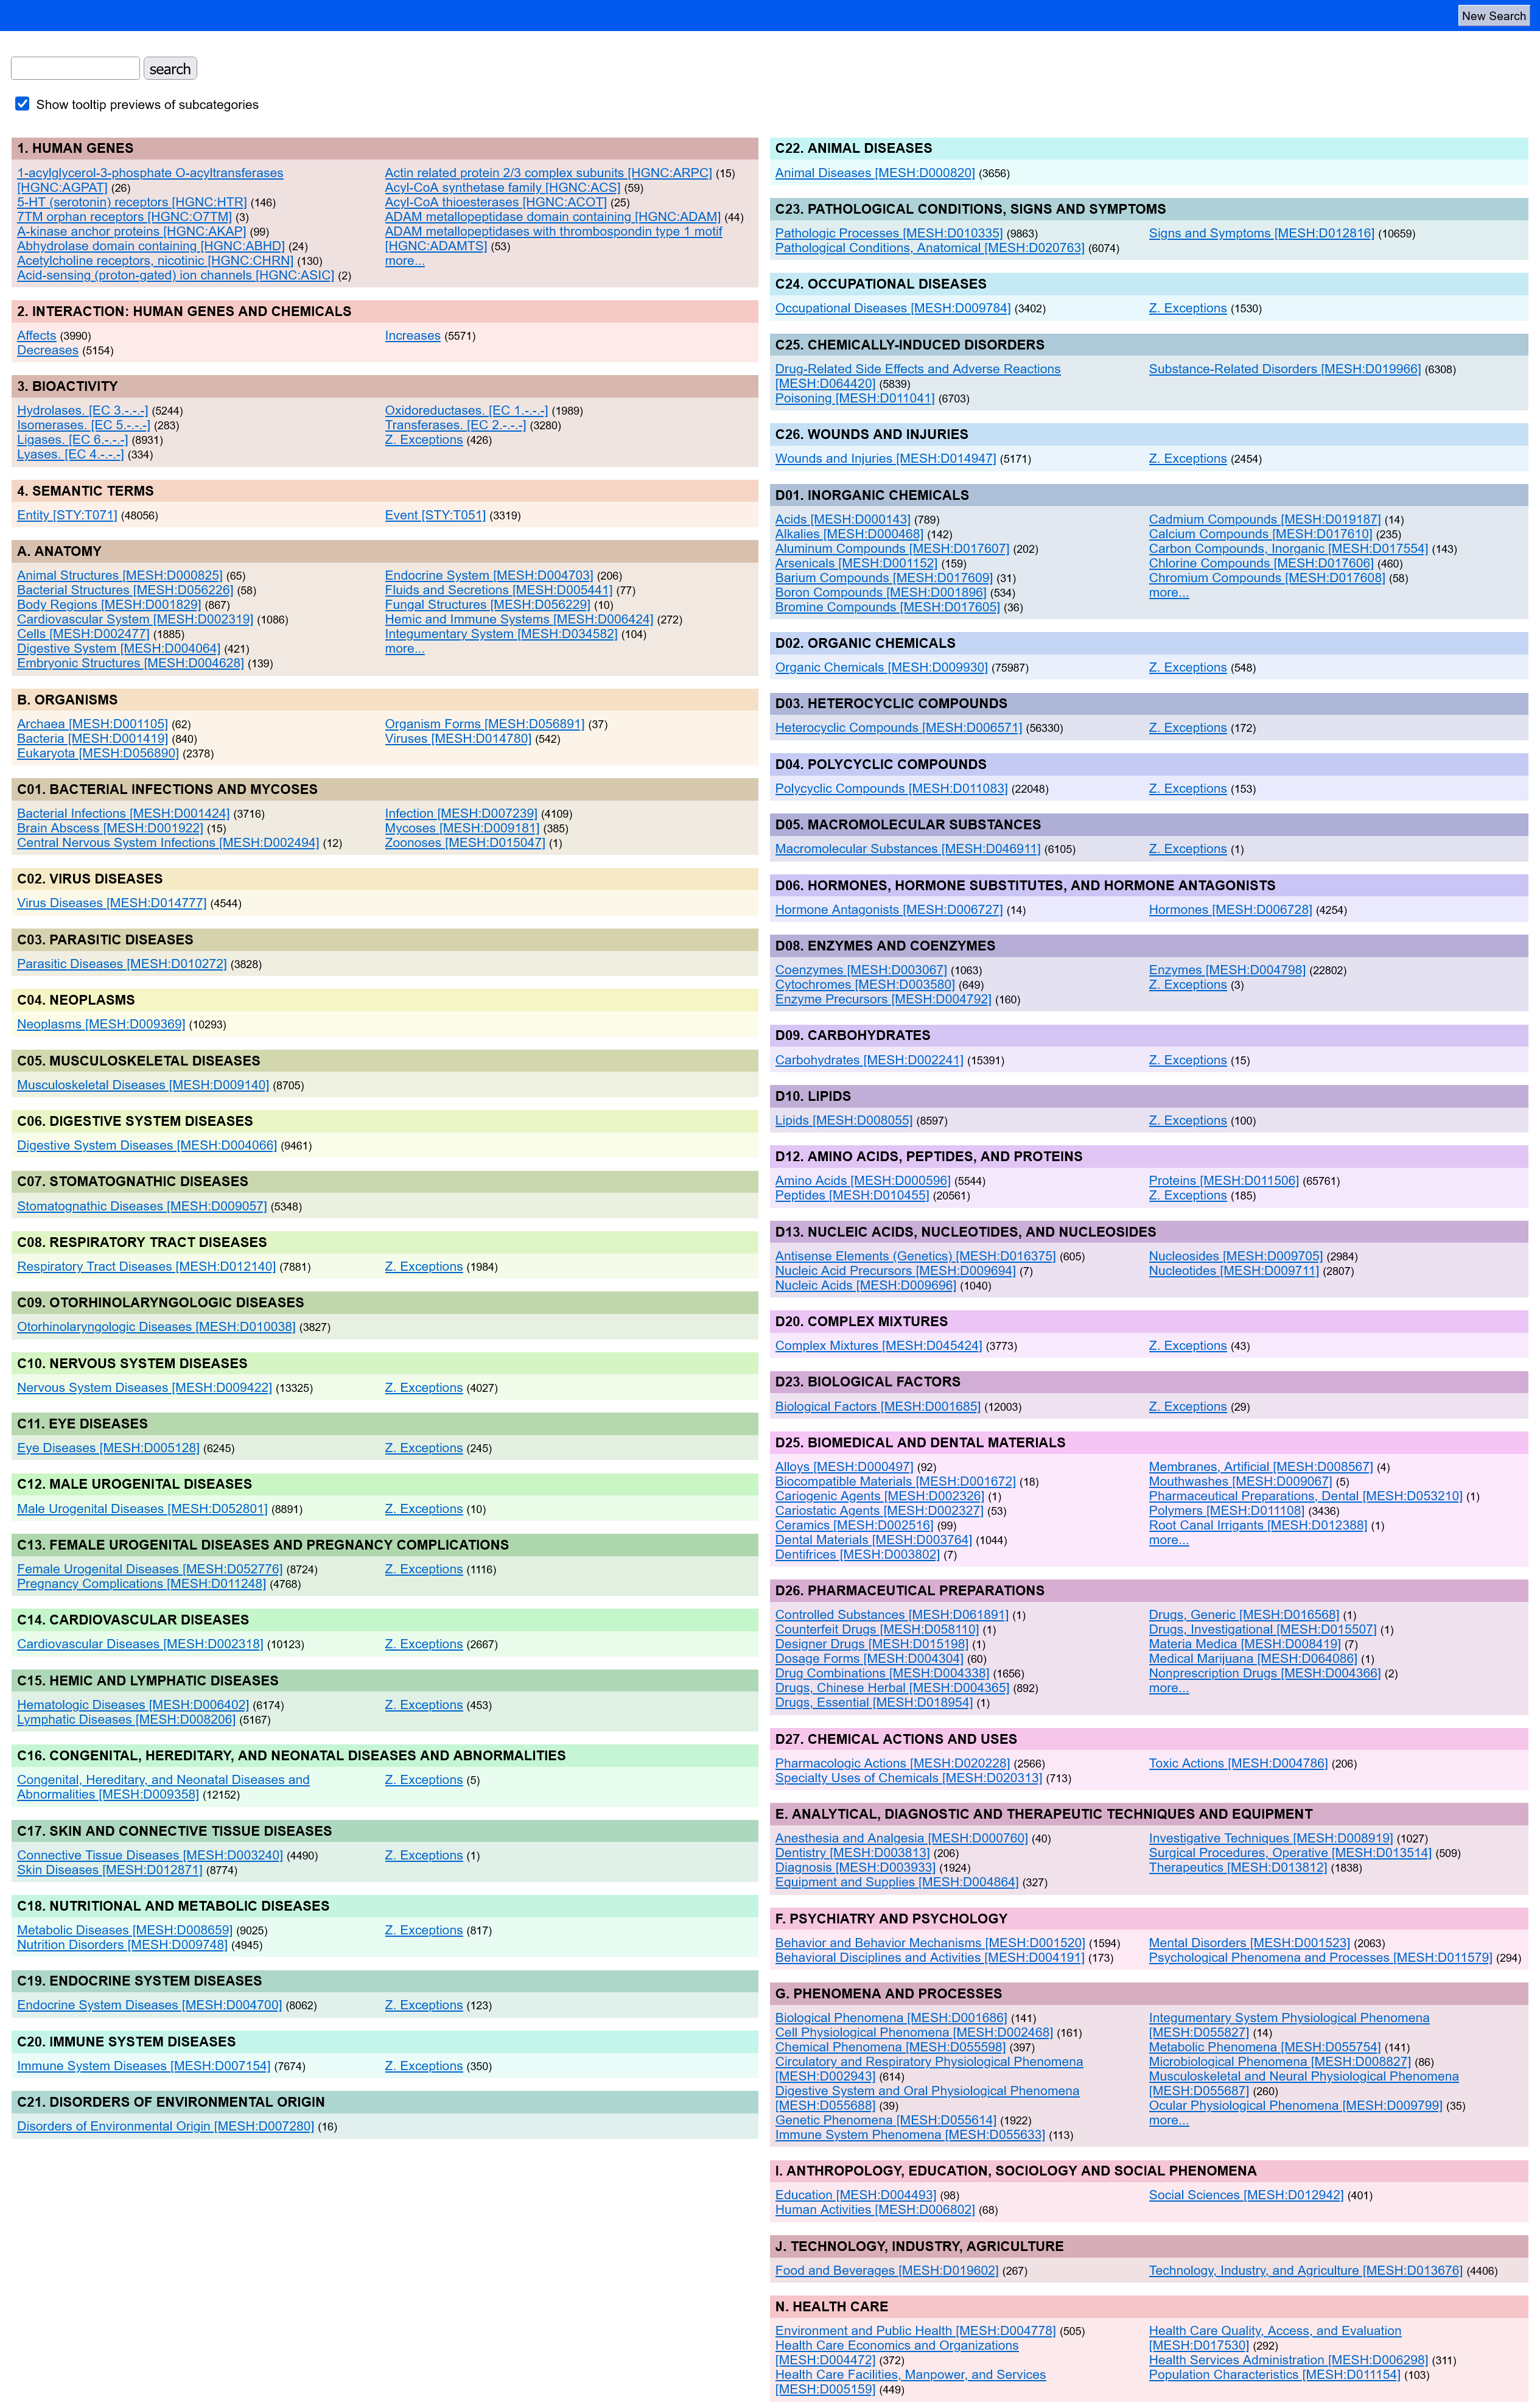 New Search
search
Show tooltip previews of subcategories
1. HUMAN GENES
1-acylglycerol-3-phosphate O-acyltransferases
[HGNC:AGPAT] (26)
5-HT (serotonin) receptors [HGNC:HTR] (146)
7TM orphan receptors [HGNC:O7TM] (3)
A-kinase anchor proteins [HGNC:AKAP] (99)
Abhydrolase domain containing [HGNC:ABHD] (24)
Acetylcholine receptors, nicotinic [HGNC:CHRN] (130)
Acid-sensing (proton-gated) ion channels [HGNC:ASIC] (2)
Actin related protein 2/3 complex subunits [HGNC:ARPC] (15)
Acyl-CoA synthetase family [HGNC:ACS] (59)
Acyl-CoA thioesterases [HGNC:ACOT] (25)
ADAM metallopeptidase domain containing [HGNC:ADAM] (44)
ADAM metallopeptidases with thrombospondin type 1 motif
[HGNC:ADAMTS] (53)
more...
2. INTERACTION: HUMAN GENES AND CHEMICALS
Affects (3990)
Decreases (5154)
Increases (5571)
3. BIOACTIVITY
Hydrolases. [EC 3.-.-.-] (5244)
Isomerases. [EC 5.-.-.-] (283)
Ligases. [EC 6.-.-.-] (8931)
Lyases. [EC 4.-.-.-] (334)
Oxidoreductases. [EC 1.-.-.-] (1989)
Transferases. [EC 2.-.-.-] (3280)
Z. Exceptions (426)
4. SEMANTIC TERMS
Entity [STY:T071] (48056)
Event [STY:T051] (3319)
A. ANATOMY
Animal Structures [MESH:D000825] (65)
Bacterial Structures [MESH:D056226] (58)
Body Regions [MESH:D001829] (867)
Cardiovascular System [MESH:D002319] (1086)
Cells [MESH:D002477] (1885)
Digestive System [MESH:D004064] (421)
Embryonic Structures [MESH:D004628] (139)
Endocrine System [MESH:D004703] (206)
Fluids and Secretions [MESH:D005441] (77)
Fungal Structures [MESH:D056229] (10)
Hemic and Immune Systems [MESH:D006424] (272)
Integumentary System [MESH:D034582] (104)
more...
B. ORGANISMS
Archaea [MESH:D001105] (62)
Bacteria [MESH:D001419] (840)
Eukaryota [MESH:D056890] (2378)
Organism Forms [MESH:D056891] (37)
Viruses [MESH:D014780] (542)
C01. BACTERIAL INFECTIONS AND MYCOSES
Bacterial Infections [MESH:D001424] (3716)
Brain Abscess [MESH:D001922] (15)
Central Nervous System Infections [MESH:D002494] (12)
Infection [MESH:D007239] (4109)
Mycoses [MESH:D009181] (385)
Zoonoses [MESH:D015047] (1)
C02. VIRUS DISEASES
Virus Diseases [MESH:D014777] (4544)
C03. PARASITIC DISEASES
Parasitic Diseases [MESH:D010272] (3828)
C04. NEOPLASMS
Neoplasms [MESH:D009369] (10293)
C05. MUSCULOSKELETAL DISEASES
Musculoskeletal Diseases [MESH:D009140] (8705)
C06. DIGESTIVE SYSTEM DISEASES
Digestive System Diseases [MESH:D004066] (9461)
C07. STOMATOGNATHIC DISEASES
Stomatognathic Diseases [MESH:D009057] (5348)
C08. RESPIRATORY TRACT DISEASES
Respiratory Tract Diseases [MESH:D012140] (7881)
Z. Exceptions (1984)
C09. OTORHINOLARYNGOLOGIC DISEASES
Otorhinolaryngologic Diseases [MESH:D010038] (3827)
C10. NERVOUS SYSTEM DISEASES
Nervous System Diseases [MESH:D009422] (13325)
Z. Exceptions (4027)
C11. EYE DISEASES
Eye Diseases [MESH:D005128] (6245)
Z. Exceptions (245)
C12. MALE UROGENITAL DISEASES
Male Urogenital Diseases [MESH:D052801] (8891)
Z. Exceptions (10)
C13. FEMALE UROGENITAL DISEASES AND PREGNANCY COMPLICATIONS
Female Urogenital Diseases [MESH:D052776] (8724)
Pregnancy Complications [MESH:D011248] (4768)
Z. Exceptions (1116)
C14. CARDIOVASCULAR DISEASES
Cardiovascular Diseases [MESH:D002318] (10123)
Z. Exceptions (2667)
C15. HEMIC AND LYMPHATIC DISEASES
Hematologic Diseases [MESH:D006402] (6174)
Lymphatic Diseases [MESH:D008206] (5167)
Z. Exceptions (453)
C16. CONGENITAL, HEREDITARY, AND NEONATAL DISEASES AND ABNORMALITIES
Congenital, Hereditary, and Neonatal Diseases and
Abnormalities [MESH:D009358] (12152)
Z. Exceptions (5)
C17. SKIN AND CONNECTIVE TISSUE DISEASES
Connective Tissue Diseases [MESH:D003240] (4490)
Skin Diseases [MESH:D012871] (8774)
Z. Exceptions (1)
C18. NUTRITIONAL AND METABOLIC DISEASES
Metabolic Diseases [MESH:D008659] (9025)
Nutrition Disorders [MESH:D009748] (4945)
Z. Exceptions (817)
C19. ENDOCRINE SYSTEM DISEASES
Endocrine System Diseases [MESH:D004700] (8062)
Z. Exceptions (123)
C20. IMMUNE SYSTEM DISEASES
Immune System Diseases [MESH:D007154] (7674)
Z. Exceptions (350)
C21. DISORDERS OF ENVIRONMENTAL ORIGIN
Disorders of Environmental Origin [MESH:D007280] (16)
C22. ANIMAL DISEASES
Animal Diseases [MESH:D000820] (3656)
C23. PATHOLOGICAL CONDITIONS, SIGNS AND SYMPTOMS
Pathologic Processes [MESH:D010335] (9863)
Pathological Conditions, Anatomical [MESH:D020763] (6074)
Signs and Symptoms [MESH:D012816] (10659)
C24. OCCUPATIONAL DISEASES
Occupational Diseases [MESH:D009784] (3402)
Z. Exceptions (1530)
C25. CHEMICALLY-INDUCED DISORDERS
Drug-Related Side Effects and Adverse Reactions
[MESH:D064420] (5839)
Poisoning [MESH:D011041] (6703)
Substance-Related Disorders [MESH:D019966] (6308)
C26. WOUNDS AND INJURIES
Wounds and Injuries [MESH:D014947] (5171)
Z. Exceptions (2454)
D01. INORGANIC CHEMICALS
Acids [MESH:D000143] (789)
Alkalies [MESH:D000468] (142)
Aluminum Compounds [MESH:D017607] (202)
Arsenicals [MESH:D001152] (159)
Barium Compounds [MESH:D017609] (31)
Boron Compounds [MESH:D001896] (534)
Bromine Compounds [MESH:D017605] (36)
Cadmium Compounds [MESH:D019187] (14)
Calcium Compounds [MESH:D017610] (235)
Carbon Compounds, Inorganic [MESH:D017554] (143)
Chlorine Compounds [MESH:D017606] (460)
Chromium Compounds [MESH:D017608] (58)
more...
D02. ORGANIC CHEMICALS
Organic Chemicals [MESH:D009930] (75987)
Z. Exceptions (548)
D03. HETEROCYCLIC COMPOUNDS
Heterocyclic Compounds [MESH:D006571] (56330)
Z. Exceptions (172)
D04. POLYCYCLIC COMPOUNDS
Polycyclic Compounds [MESH:D011083] (22048)
Z. Exceptions (153)
D05. MACROMOLECULAR SUBSTANCES
Macromolecular Substances [MESH:D046911] (6105)
Z. Exceptions (1)
D06. HORMONES, HORMONE SUBSTITUTES, AND HORMONE ANTAGONISTS
Hormone Antagonists [MESH:D006727] (14)
Hormones [MESH:D006728] (4254)
D08. ENZYMES AND COENZYMES
Coenzymes [MESH:D003067] (1063)
Cytochromes [MESH:D003580] (649)
Enzyme Precursors [MESH:D004792] (160)
Enzymes [MESH:D004798] (22802)
Z. Exceptions (3)
D09. CARBOHYDRATES
Carbohydrates [MESH:D002241] (15391)
Z. Exceptions (15)
D10. LIPIDS
Lipids [MESH:D008055] (8597)
Z. Exceptions (100)
D12. AMINO ACIDS, PEPTIDES, AND PROTEINS
Amino Acids [MESH:D000596] (5544)
Peptides [MESH:D010455] (20561)
Proteins [MESH:D011506] (65761)
Z. Exceptions (185)
D13. NUCLEIC ACIDS, NUCLEOTIDES, AND NUCLEOSIDES
Antisense Elements (Genetics) [MESH:D016375] (605)
Nucleic Acid Precursors [MESH:D009694] (7)
Nucleic Acids [MESH:D009696] (1040)
Nucleosides [MESH:D009705] (2984)
Nucleotides [MESH:D009711] (2807)
D20. COMPLEX MIXTURES
Complex Mixtures [MESH:D045424] (3773)
Z. Exceptions (43)
D23. BIOLOGICAL FACTORS
Biological Factors [MESH:D001685] (12003)
Z. Exceptions (29)
D25. BIOMEDICAL AND DENTAL MATERIALS
Alloys [MESH:D000497] (92)
Biocompatible Materials [MESH:D001672] (18)
Cariogenic Agents [MESH:D002326] (1)
Cariostatic Agents [MESH:D002327] (53)
Ceramics [MESH:D002516] (99)
Dental Materials [MESH:D003764] (1044)
Dentifrices [MESH:D003802] (7)
Membranes, Artificial [MESH:D008567] (4)
Mouthwashes [MESH:D009067] (5)
Pharmaceutical Preparations, Dental [MESH:D053210] (1)
Polymers [MESH:D011108] (3436)
Root Canal Irrigants [MESH:D012388] (1)
more...
D26. PHARMACEUTICAL PREPARATIONS
Controlled Substances [MESH:D061891] (1)
Counterfeit Drugs [MESH:D058110] (1)
Designer Drugs [MESH:D015198] (1)
Dosage Forms [MESH:D004304] (60)
Drug Combinations [MESH:D004338] (1656)
Drugs, Chinese Herbal [MESH:D004365] (892)
Drugs, Essential [MESH:D018954] (1)
Drugs, Generic [MESH:D016568] (1)
Drugs, Investigational [MESH:D015507] (1)
Materia Medica [MESH:D008419] (7)
Medical Marijuana [MESH:D064086] (1)
Nonprescription Drugs [MESH:D004366] (2)
more...
D27. CHEMICAL ACTIONS AND USES
Pharmacologic Actions [MESH:D020228] (2566)
Specialty Uses of Chemicals [MESH:D020313] (713)
Toxic Actions [MESH:D004786] (206)
E. ANALYTICAL, DIAGNOSTIC AND THERAPEUTIC TECHNIQUES AND EQUIPMENT
Anesthesia and Analgesia [MESH:D000760] (40)
Dentistry [MESH:D003813] (206)
Diagnosis [MESH:D003933] (1924)
Equipment and Supplies [MESH:D004864] (327)
Investigative Techniques [MESH:D008919] (1027)
Surgical Procedures, Operative [MESH:D013514] (509)
Therapeutics [MESH:D013812] (1838)
F. PSYCHIATRY AND PSYCHOLOGY
Behavior and Behavior Mechanisms [MESH:D001520] (1594)
Behavioral Disciplines and Activities [MESH:D004191] (173)
Mental Disorders [MESH:D001523] (2063)
Psychological Phenomena and Processes [MESH:D011579] (294)
G. PHENOMENA AND PROCESSES
Biological Phenomena [MESH:D001686] (141)
Cell Physiological Phenomena [MESH:D002468] (161)
Chemical Phenomena [MESH:D055598] (397)
Circulatory and Respiratory Physiological Phenomena
[MESH:D002943] (614)
Digestive System and Oral Physiological Phenomena
[MESH:D055688] (39)
Genetic Phenomena [MESH:D055614] (1922)
Immune System Phenomena [MESH:D055633] (113)
Integumentary System Physiological Phenomena
[MESH:D055827] (14)
Metabolic Phenomena [MESH:D055754] (141)
Microbiological Phenomena [MESH:D008827] (86)
Musculoskeletal and Neural Physiological Phenomena
[MESH:D055687] (260)
Ocular Physiological Phenomena [MESH:D009799] (35)
more...
I. ANTHROPOLOGY, EDUCATION, SOCIOLOGY AND SOCIAL PHENOMENA
Education [MESH:D004493] (98)
Human Activities [MESH:D006802] (68)
Social Sciences [MESH:D012942] (401)
J. TECHNOLOGY, INDUSTRY, AGRICULTURE
Food and Beverages [MESH:D019602] (267)
Technology, Industry, and Agriculture [MESH:D013676] (4406)
N. HEALTH CARE
Environment and Public Health [MESH:D004778] (505)
Health Care Economics and Organizations
[MESH:D004472] (372)
Health Care Facilities, Manpower, and Services
[MESH:D005159] (449)
Health Care Quality, Access, and Evaluation
[MESH:D017530] (292)
Health Services Administration [MESH:D006298] (311)
Population Characteristics [MESH:D011154] (103)